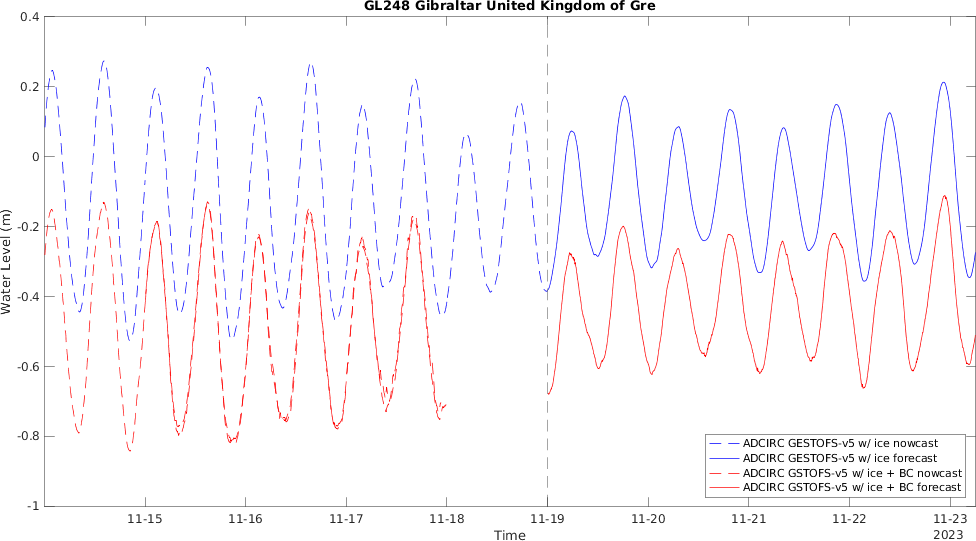 GL248 Gibraltar United Kingdom of Gre
0.4
0.2
0
-0.2
-0.4
-0.6
-0.8
-1
Water Level (m)
ADCIRC GESTOFS-v5 w/ ice nowcast
ADCIRC GESTOFS-v5 w/ ice forecast
ADCIRC GSTOFS-v5 w/ ice + BC nowcast
ADCIRC GSTOFS-v5 w/ ice + BC forecast
11-15 11-16 11-17 11-18 11-19 11-20 11-21 11-22 11-23
Time 2023